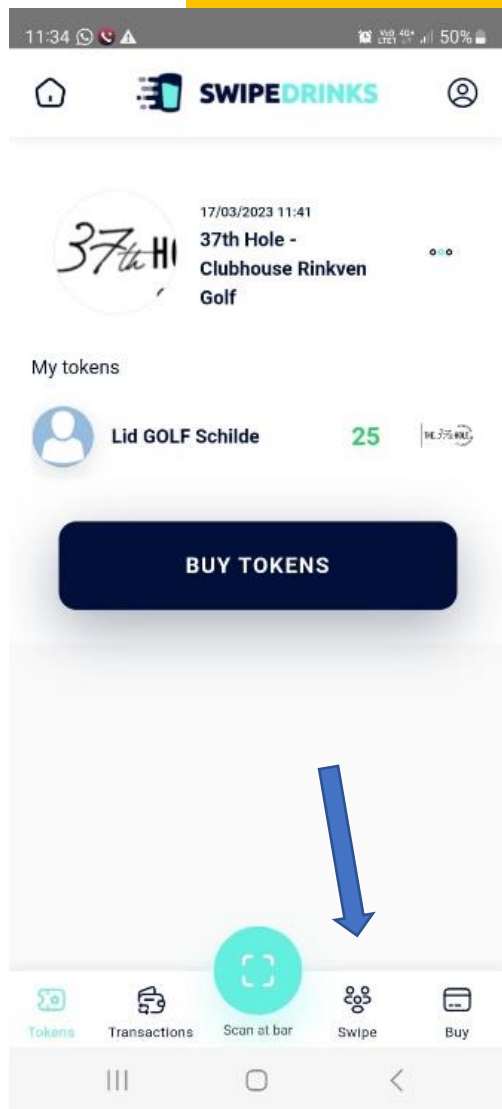 11:34 50%
SWIPEDRINKS
17/03/2023 11:41
37th Hole -
Clubhouse Rinkven
Golf
37th H
My tokens
Lid GOLF Schilde 25
BUY TOKENS
Tokens Transactions Scan at bar Swipe Buy